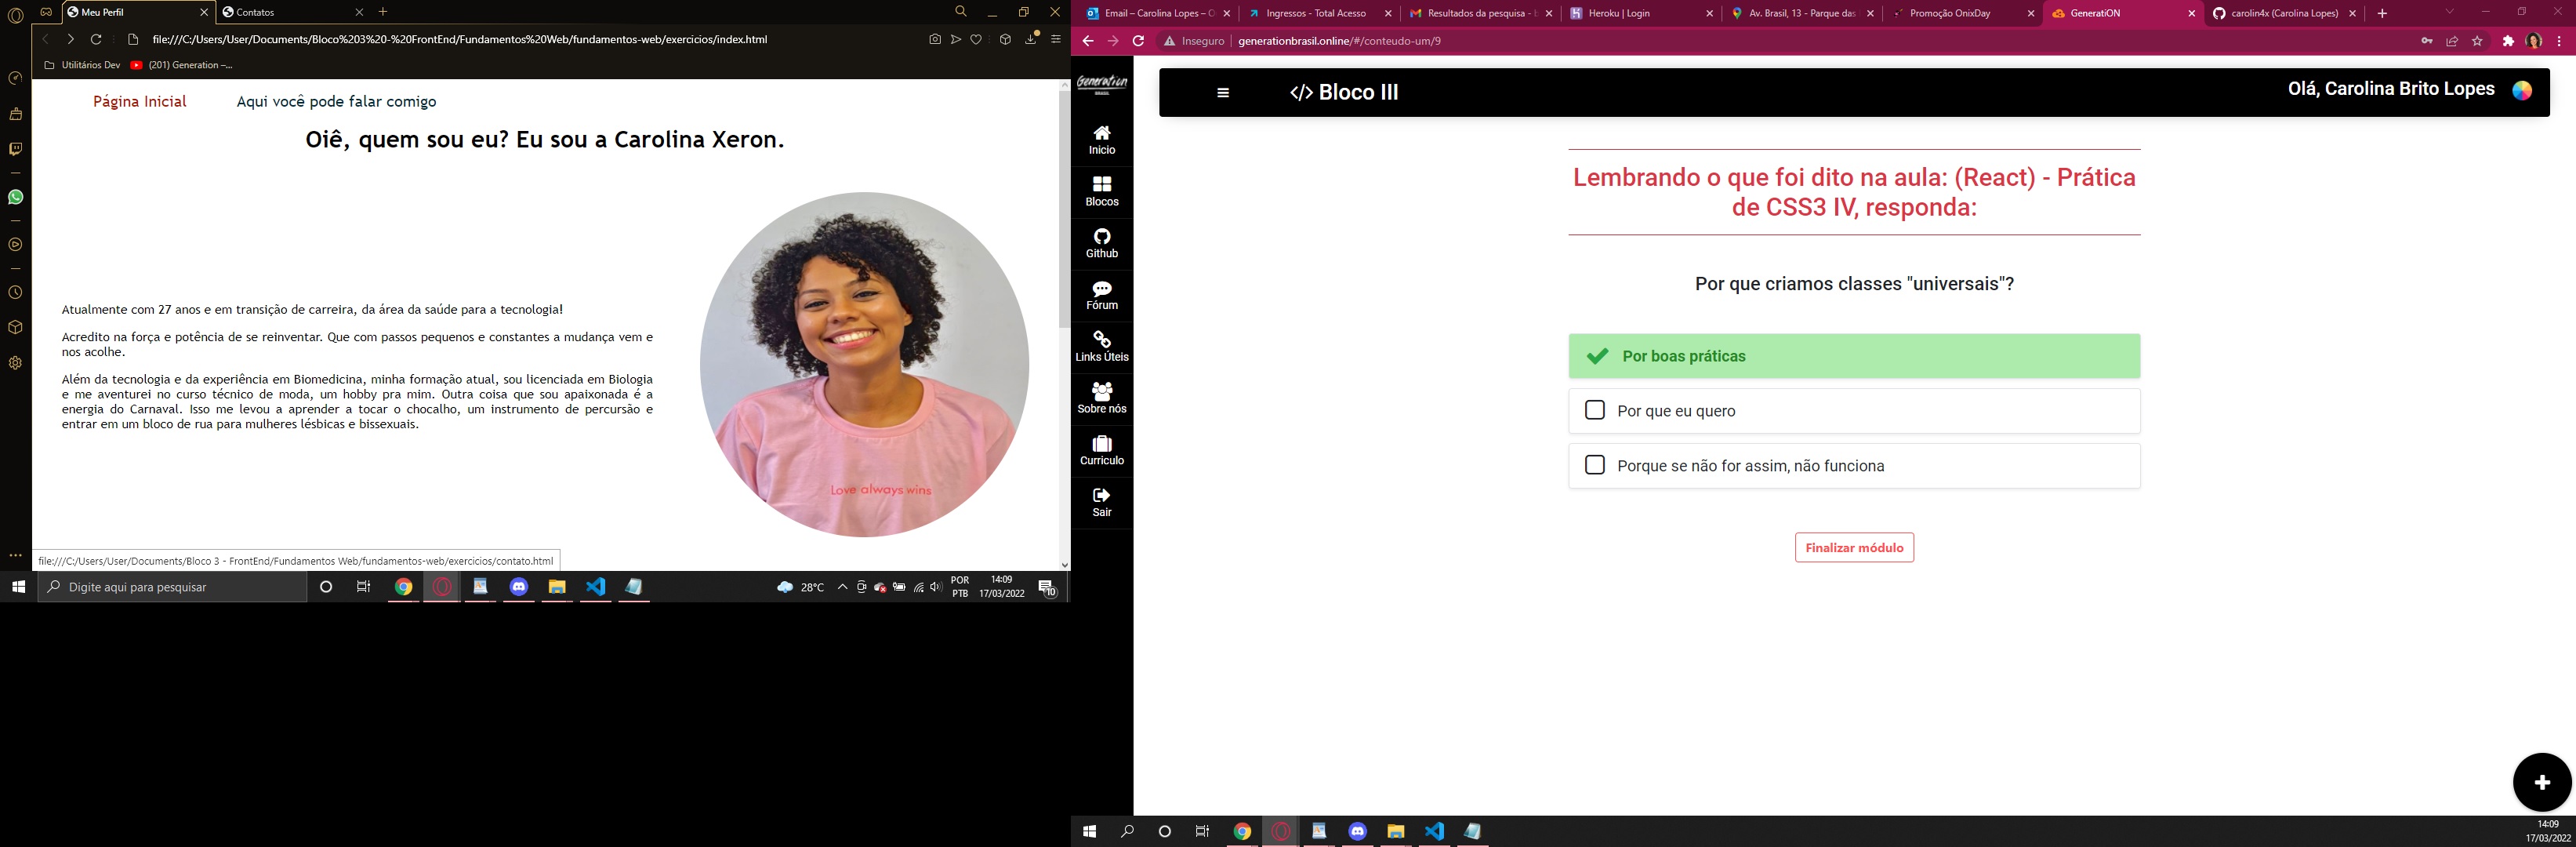 Meu Perfil
Contatos
file:///C:/Users/User/Documents/Bloco%203%20-%20FrontEnd/Fundamentos%20Web/fundamentos-web/exercicios/index.html
Utilitários Dev
(201) Generation –...
Página Inicial
Aqui você pode falar comigo
Oiê, quem sou eu? Eu sou a Carolina Xeron.
Atualmente com 27 anos e em transição de carreira, da área da saúde para a tecnologia!
Acredito na força e potência de se reinventar. Que com passos pequenos e constantes a mudança vem e
nos acolhe.
Além da tecnologia e da experiência em Biomedicina, minha formação atual, sou licenciada em Biologia
e me aventurei no curso técnico de moda, um hobby pra mim. Outra coisa que sou apaixonada é a
energia do Carnaval. Isso me levou a aprender a tocar o chocalho, um instrumento de percursão e
entrar em um bloco de rua para mulheres lésbicas e bissexuais.
Love always wins
file:///C:/Users/User/Documents/Bloco 3 - FrontEnd/Fundamentos Web/fundamentos-web/exercicios/contato.html
Digite aqui para pesquisar
28°C
POR
PTB
14:09
17/03/2022
10
Email – Carolina Lopes – O
Ingressos - Total Acesso
Resultados da pesquisa -
Heroku | Login
Av. Brasil, 13 - Parque das
Promoção OnixDay
GeneratiON
carolin4x (Carolina Lopes)
Inseguro
generationbrasil.online/#/conteudo-um/9
Generation
BRASIL
Inicio
Blocos
Github
Fórum
Links Úteis
Sobre nós
Curriculo
Sair
</> Bloco III
Olá, Carolina Brito Lopes
Lembrando o que foi dito na aula: (React) - Prática
de CSS3 IV, responda:
Por que criamos classes "universais"?
Por boas práticas
Por que eu quero
Porque se não for assim, não funciona
Finalizar módulo
14:09
17/03/2022